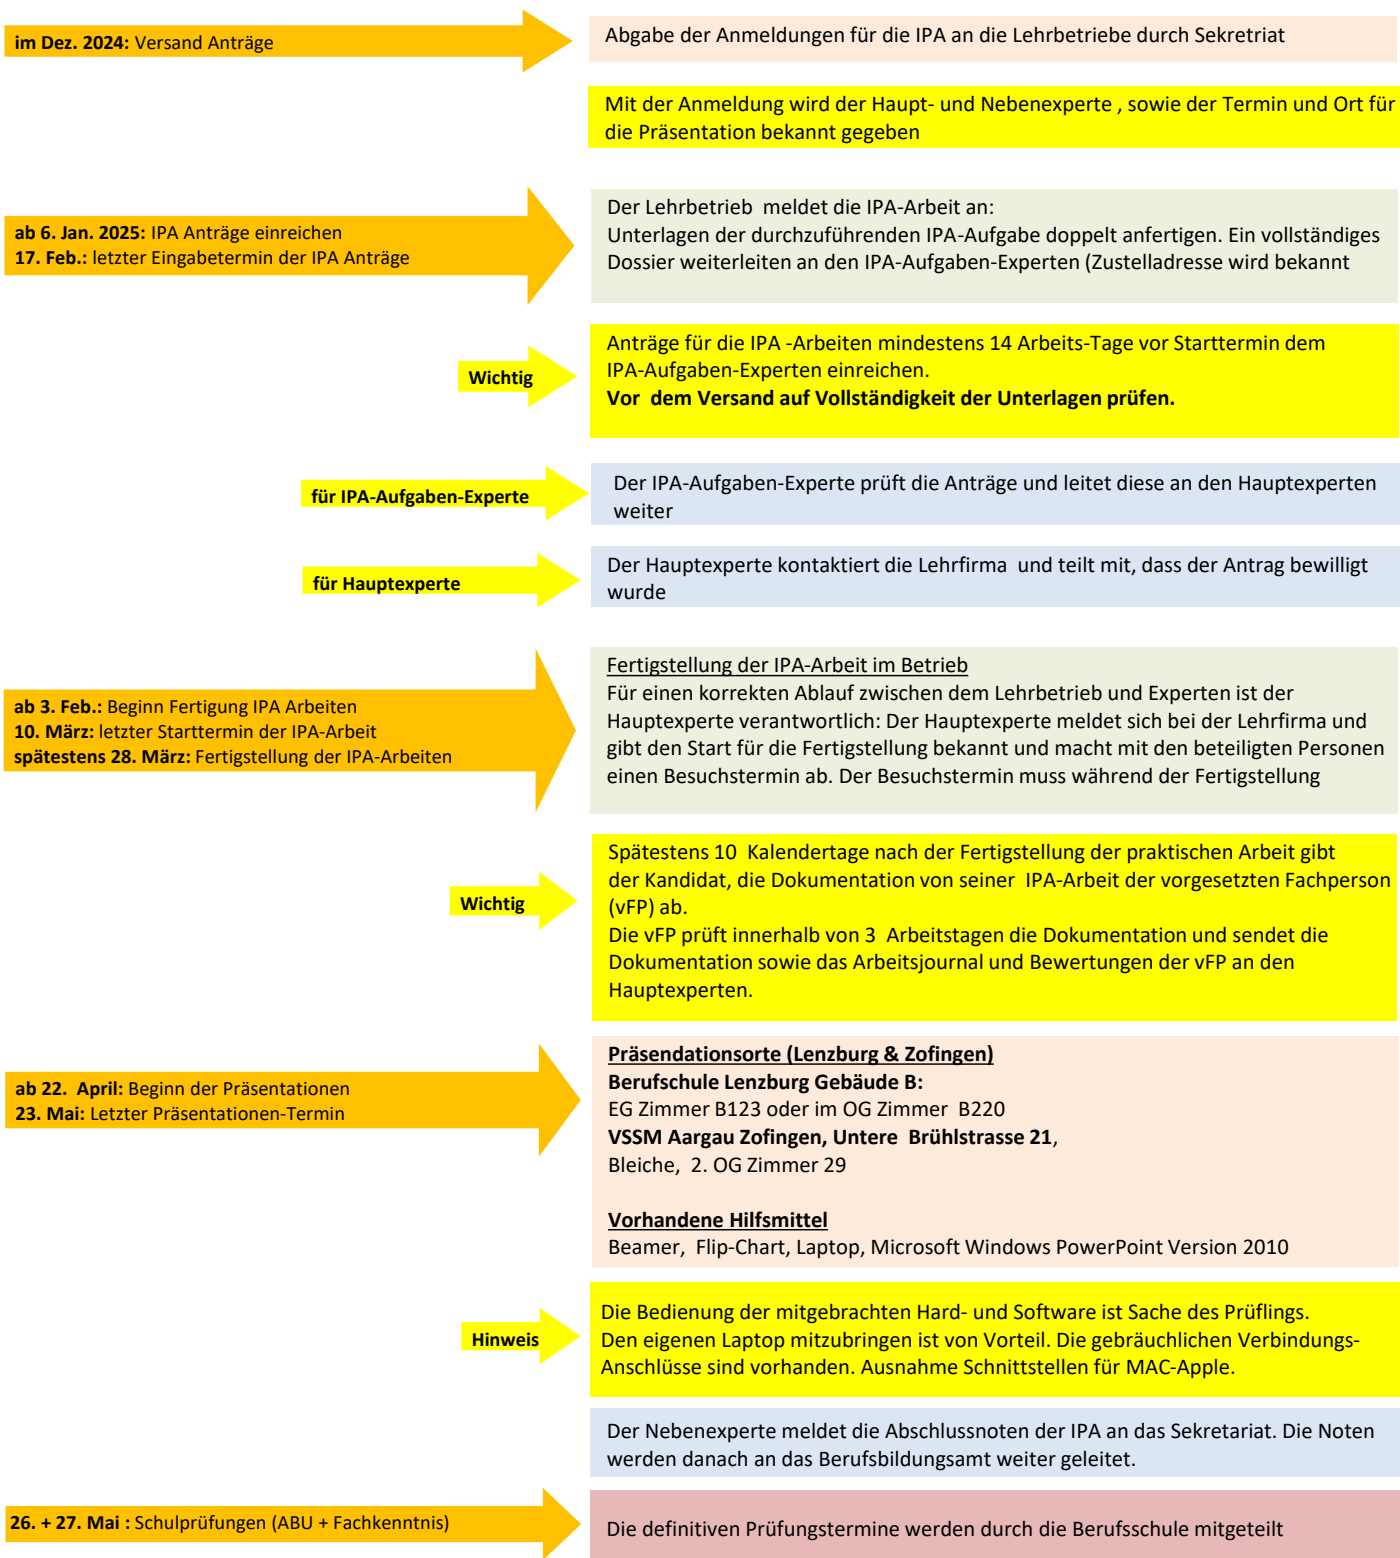 im Dez. 2024: Versand Anträge
Abgabe der Anmeldungen für die IPA an die Lehrbetriebe durch Sekretriat
Mit der Anmeldung wird der Haupt- und Nebenexperte , sowie der Termin und Ort für
die Präsentation bekannt gegeben
ab 6. Jan. 2025: IPA Anträge einreichen
17. Feb.: letzter Eingabetermin der IPA Anträge
Der Lehrbetrieb meldet die IPA-Arbeit an:
Unterlagen der durchzuführenden IPA-Aufgabe doppelt anfertigen. Ein vollständiges
Dossier weiterleiten an den IPA-Aufgaben-Experten (Zustelladresse wird bekannt
Wichtig
Anträge für die IPA -Arbeiten mindestens 14 Arbeits-Tage vor Starttermin dem
IPA-Aufgaben-Experten einreichen.
Vor dem Versand auf Vollständigkeit der Unterlagen prüfen.
für IPA-Aufgaben-Experte
Der IPA-Aufgaben-Experte prüft die Anträge und leitet diese an den Hauptexperten
weiter
für Hauptexperte
Der Hauptexperte kontaktiert die Lehrfirma und teilt mit, dass der Antrag bewilligt
wurde
ab 3. Feb.: Beginn Fertigung IPA Arbeiten
10. März: letzter Starttermin der IPA-Arbeit
spätestens 28. März: Fertigstellung der IPA-Arbeiten
Fertigstellung der IPA-Arbeit im Betrieb
Für einen korrekten Ablauf zwischen dem Lehrbetrieb und Experten ist der
Hauptexperte verantwortlich: Der Hauptexperte meldet sich bei der Lehrfirma und
gibt den Start für die Fertigstellung bekannt und macht mit den beteiligten Personen
einen Besuchstermin ab. Der Besuchstermin muss während der Fertigstellung
Wichtig
Spätestens 10 Kalendertage nach der Fertigstellung der praktischen Arbeit gibt
der Kandidat, die Dokumentation von seiner IPA-Arbeit der vorgesetzten Fachperson
(vFP) ab.
Die vFP prüft innerhalb von 3 Arbeitstagen die Dokumentation und sendet die
Dokumentation sowie das Arbeitsjournal und Bewertungen der vFP an den
Hauptexperten.
ab 22. April: Beginn der Präsentationen
23. Mai: Letzter Präsentationen-Termin
Präsendationsorte (Lenzburg & Zofingen)
Berufschule Lenzburg Gebäude B:
EG Zimmer B123 oder im OG Zimmer B220
VSSM Aargau Zofingen, Untere Brühlstrasse 21,
Bleiche, 2. OG Zimmer 29
Vorhandene Hilfsmittel
Beamer, Flip-Chart, Laptop, Microsoft Windows PowerPoint Version 2010
Hinweis
Die Bedienung der mitgebrachten Hard- und Software ist Sache des Prüflings.
Den eigenen Laptop mitzubringen ist von Vorteil. Die gebräuchlichen Verbindungs-
Anschlüsse sind vorhanden. Ausnahme Schnittstellen für MAC-Apple.
Der Nebenexperte meldet die Abschlussnoten der IPA an das Sekretariat. Die Noten
werden danach an das Berufsbildungsamt weiter geleitet.
26. + 27. Mai : Schulprüfungen (ABU + Fachkenntnis)
Die definitiven Prüfungstermine werden durch die Berufsschule mitgeteilt